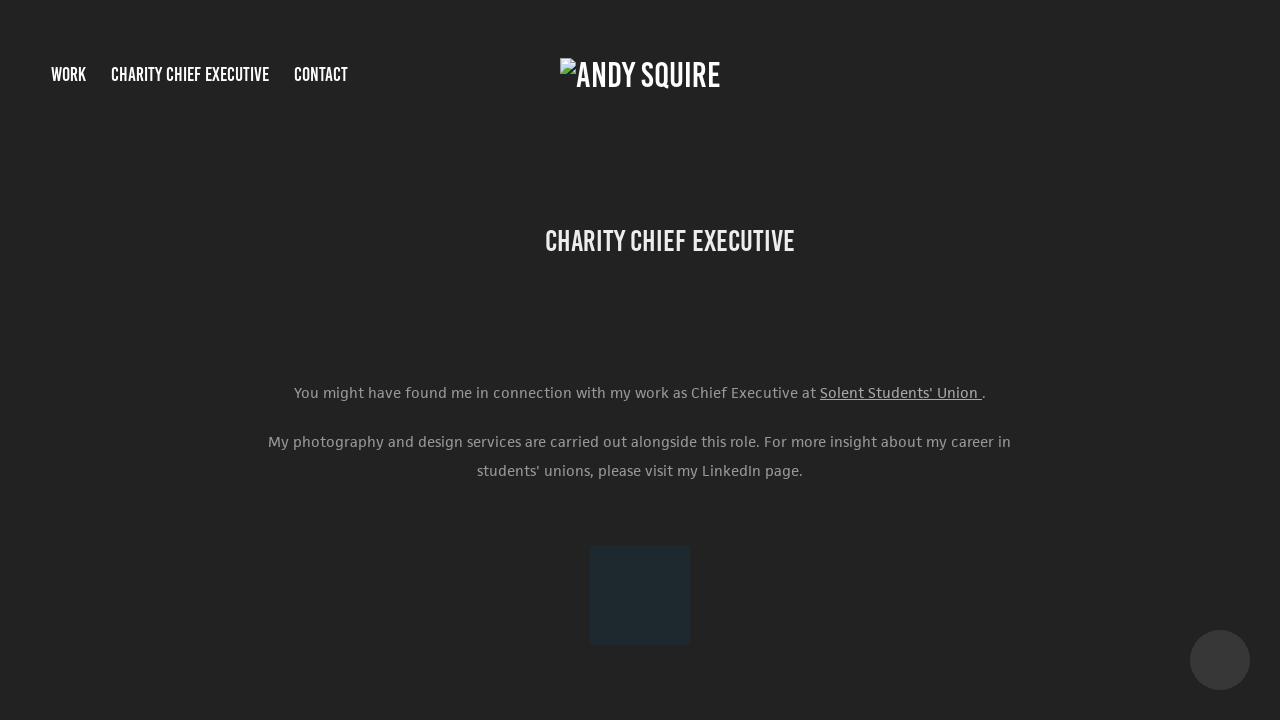 WORK CHARITY CHIEF EXECUTIVE CONTACT
ANDY SQUIRE
CHARITY CHIEF EXECUTIVE
You might have found me in connection with my work as Chief Executive at Solent Students' Union .
My photography and design services are carried out alongside this role. For more insight about my career in
students' unions, please visit my LinkedIn page.